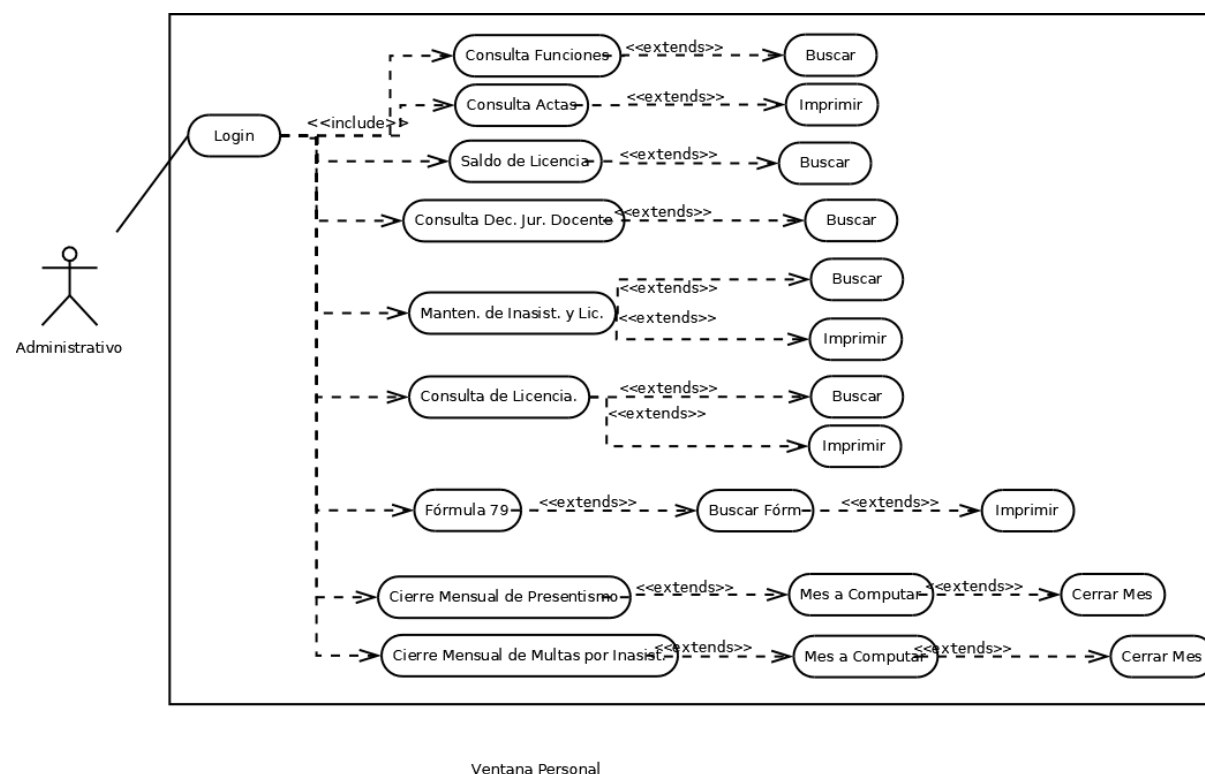 Consulta Funciones
<<extends>>
Buscar
Consulta Actas
<<extends>>
Imprimir
Login
<<include>>
Saldo de Licencia
<<extends>>
Buscar
Consulta Dec. Jur. Docente
<<extends>>
Buscar
Administrativo
Manten. de Inasist. y Lic.
<<extends>>
Buscar
<<extends>>
Imprimir
Consulta de Licencia.
<<extends>>
Buscar
<<extends>>
Imprimir
Fórmula 79
<<extends>>
Buscar Fórm
<<extends>>
Imprimir
Cierre Mensual de Presentismo
<<extends>>
Mes a Computar
<<extends>>
Cerrar Mes
Cierre Mensual de Multas por Inasist.
<<extends>>
Mes a Computar
<<extends>>
Cerrar Mes
Ventana Personal